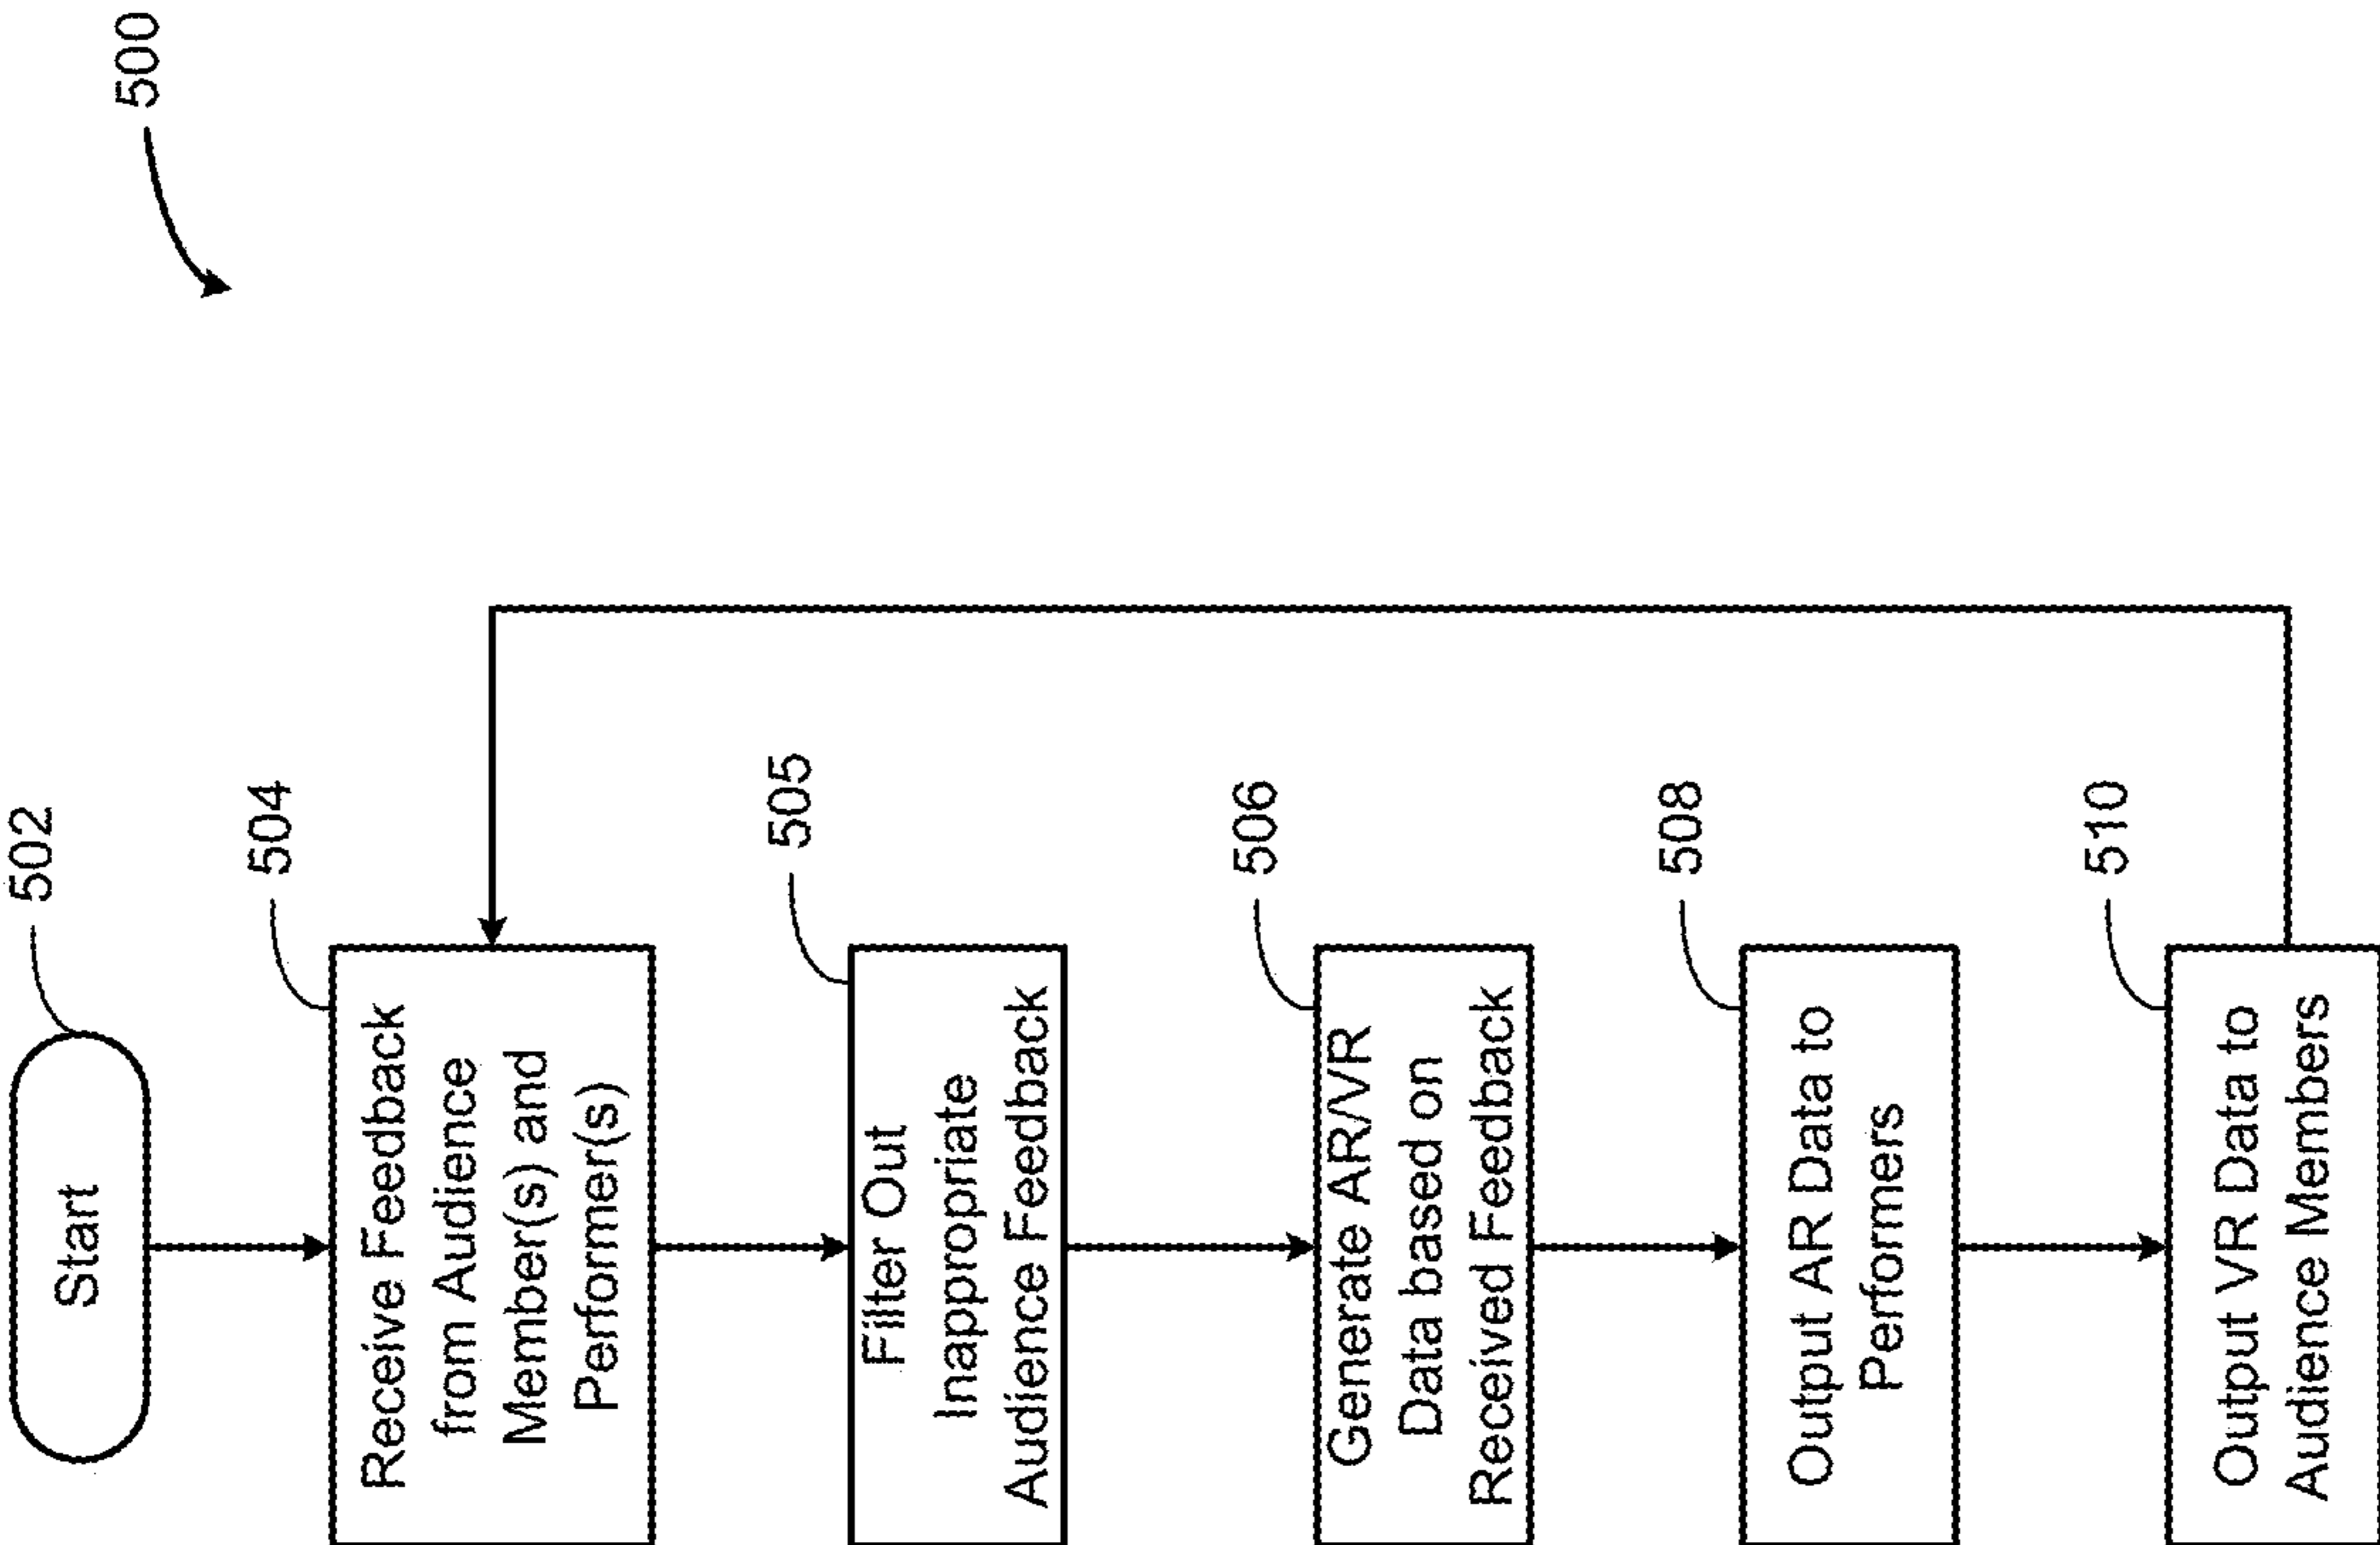 500
502
Start
504
Receive Feedback
from Audience
Member(s) and
Performer(s)
505
Filter Out
Inappropriate
Audience Feedback
506
Generate AR/VR
Data based on
Received Feedback
508
Output AR Data to
Performers
510
Output VR Data to
Audience Members